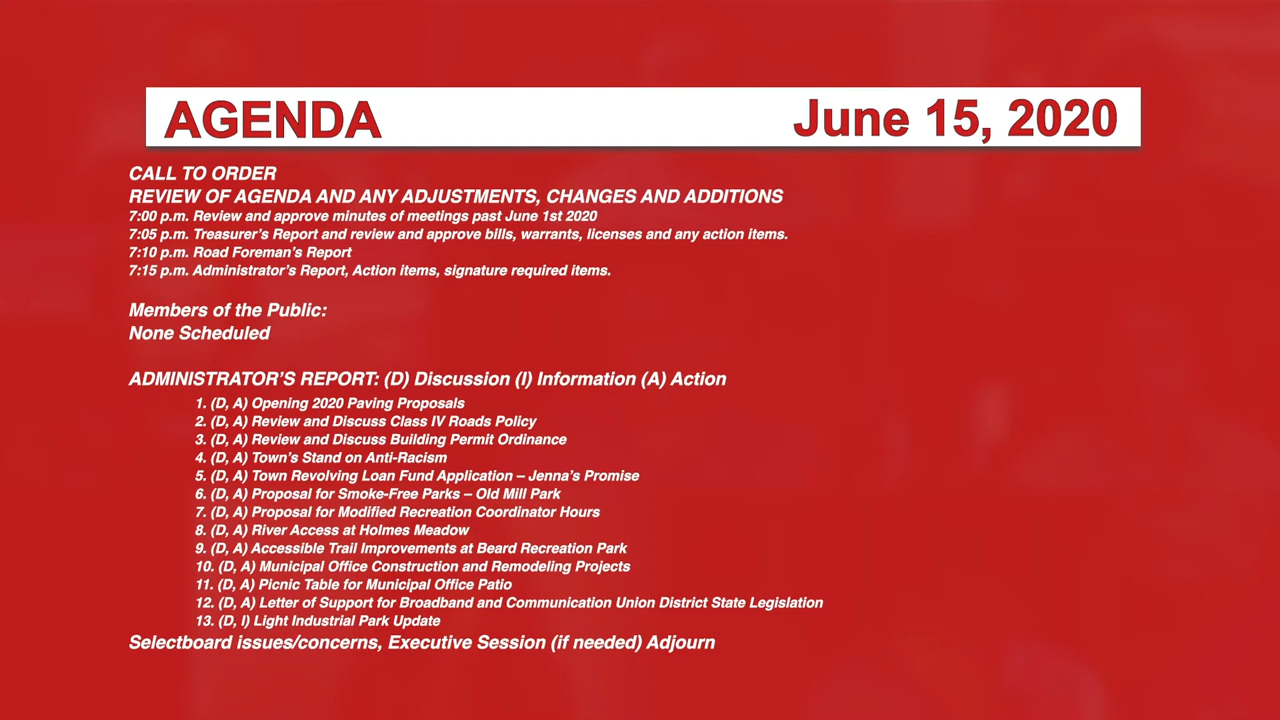 AGENDA June 15, 2020
CALL TO ORDER
REVIEW OF AGENDA AND ANY ADJUSTMENTS, CHANGES AND ADDITIONS
7:00 p.m. Review and approve minutes of meetings past June 1st 2020
7:05 p.m. Treasurer's Report and review and approve bills, warrants, licenses and any action items.
7:10 p.m. Road Foreman's Report
7:15 p.m. Administrator's Report, Action items, signature required items.
Members of the Public:
None Scheduled
ADMINISTRATOR'S REPORT: (D) Discussion (I) Information (A) Action
1. (D, A) Opening 2020 Paving Proposals
2. (D, A) Review and Discuss Class IV Roads Policy
3. (D, A) Review and Discuss Building Permit Ordinance
4. (D, A) Town's Stand on Anti-Racism
5. (D, A) Town Revolving Loan Fund Application – Jenna's Promise
6. (D, A) Proposal for Smoke-Free Parks – Old Mill Park
7. (D, A) Proposal for Modified Recreation Coordinator Hours
8. (D, A) River Access at Holmes Meadow
9. (D, A) Accessible Trail Improvements at Beard Recreation Park
10. (D, A) Municipal Office Construction and Remodeling Projects
11. (D, A) Picnic Table for Municipal Office Patio
12. (D, A) Letter of Support for Broadband and Communication Union District State Legislation
13. (D, I) Light Industrial Park Update
Selectboard issues/concerns, Executive Session (if needed) Adjourn